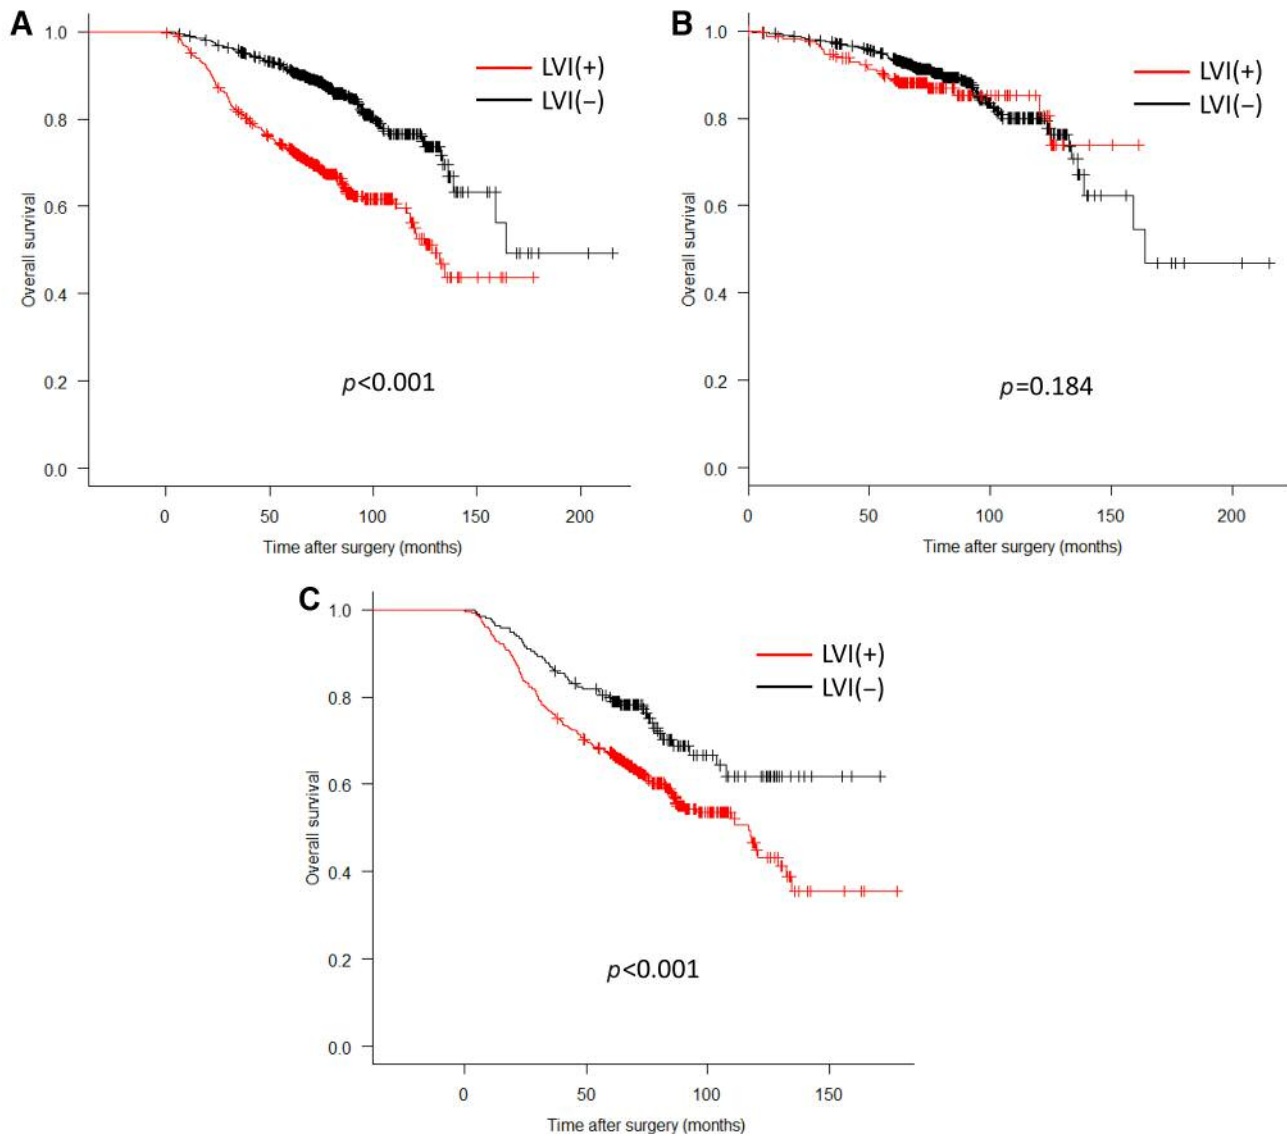 A
1.0
0.8
0.6
0.4
0.2
0.0
Overall survival
LVI(+)
LVI(−)
p<0.001
0 50 100 150 200
Time after surgery (months)
B
1.0
0.8
0.6
0.4
0.2
0.0
Overall survival
LVI(+)
LVI(−)
p=0.184
0 50 100 150 200
Time after surgery (months)
C
1.0
0.8
0.6
0.4
0.2
0.0
Overall survival
LVI(+)
LVI(−)
p<0.001
0 50 100 150
Time after surgery (months)